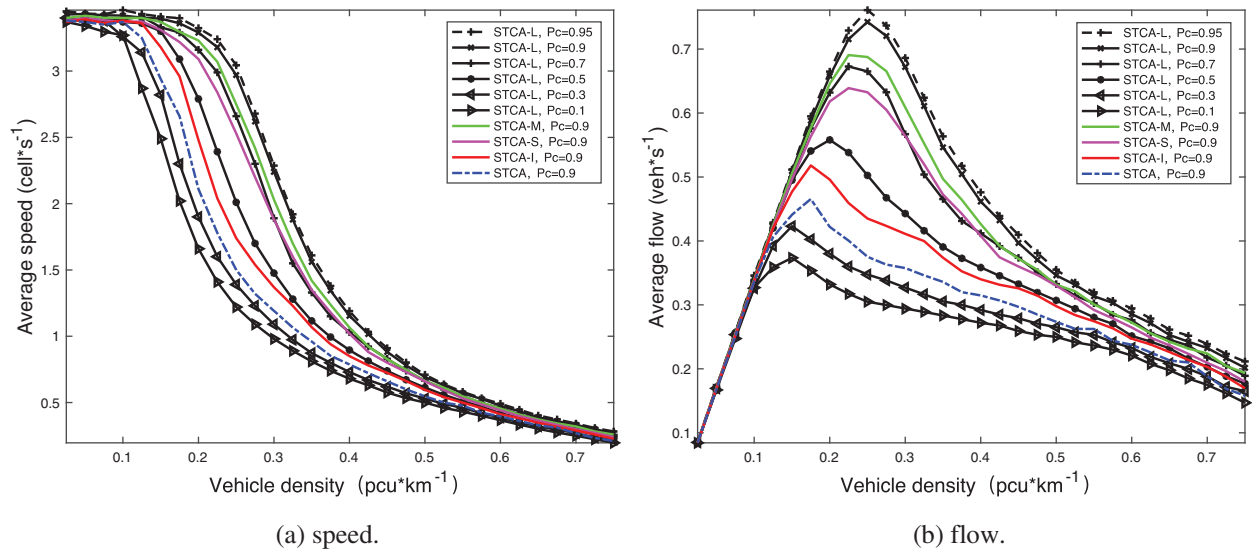 3
2
1
0.5
0.1
0.2
0.3
0.4
0.5
0.6
0.7
Average speed (cell*s⁻¹)
Vehicle density (pcu*km⁻¹)
STCA-L, Pc=0.95
STCA-L, Pc=0.9
STCA-L, Pc=0.7
STCA-L, Pc=0.5
STCA-L, Pc=0.3
STCA-L, Pc=0.1
STCA-M, Pc=0.9
STCA-S, Pc=0.9
STCA-I, Pc=0.9
STCA, Pc=0.9
(a) speed.
0.7
0.6
0.5
0.4
0.3
0.2
0.1
0.1
0.2
0.3
0.4
0.5
0.6
0.7
Average flow (veh*s⁻¹)
Vehicle density (pcu*km⁻¹)
STCA-L, Pc=0.95
STCA-L, Pc=0.9
STCA-L, Pc=0.7
STCA-L, Pc=0.5
STCA-L, Pc=0.3
STCA-L, Pc=0.1
STCA-M, Pc=0.9
STCA-S, Pc=0.9
STCA-I, Pc=0.9
STCA, Pc=0.9
(b) flow.